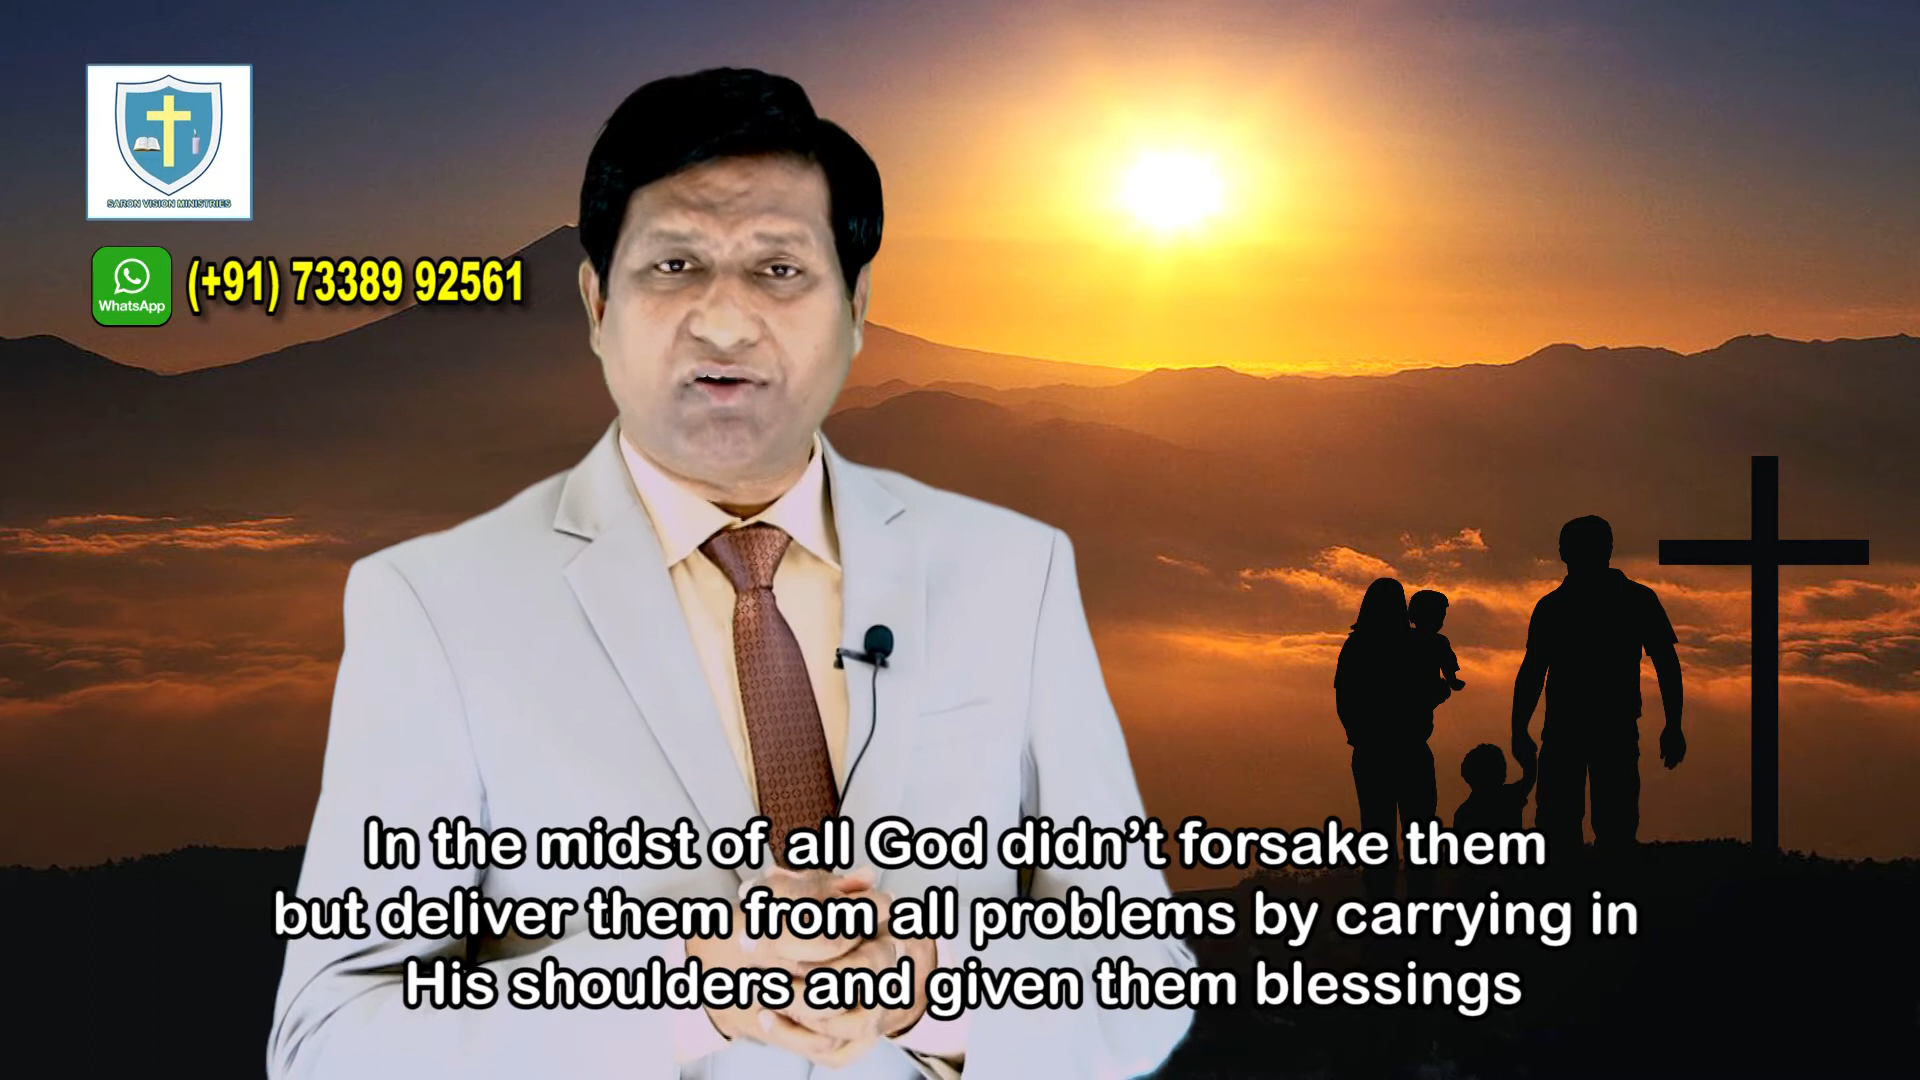 SARON VISION MINISTRIES
WhatsApp
(+91) 73389 92561
In the midst of all God didn’t forsake them
but deliver them from all problems by carrying in
His shoulders and given them blessings